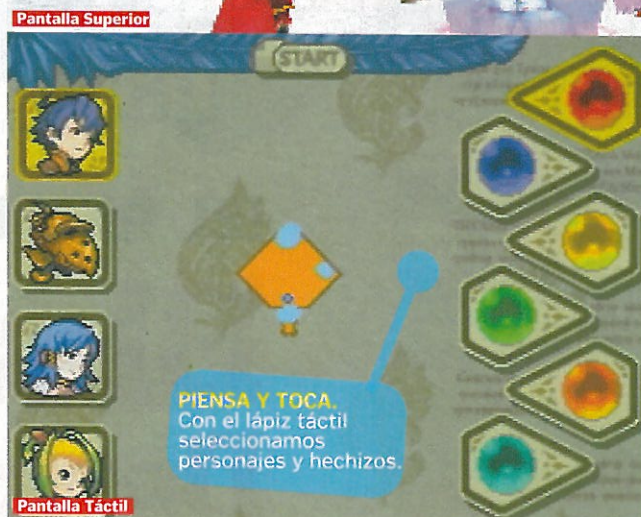 Pantalla Superior
START
PIENSA Y TOCA.
Con el lápiz táctil
seleccionamos
personajes y hechizos.
Pantalla Táctil